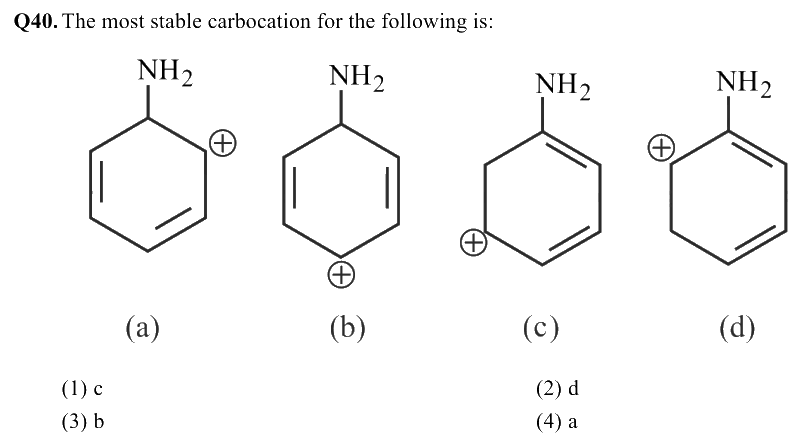 Q40. The most stable carbocation for the following is:
NH2 NH2 NH2 NH2
⊕ ⊕ ⊕ ⊕
(a) (b) (c) (d)
(1) c (2) d
(3) b (4) a